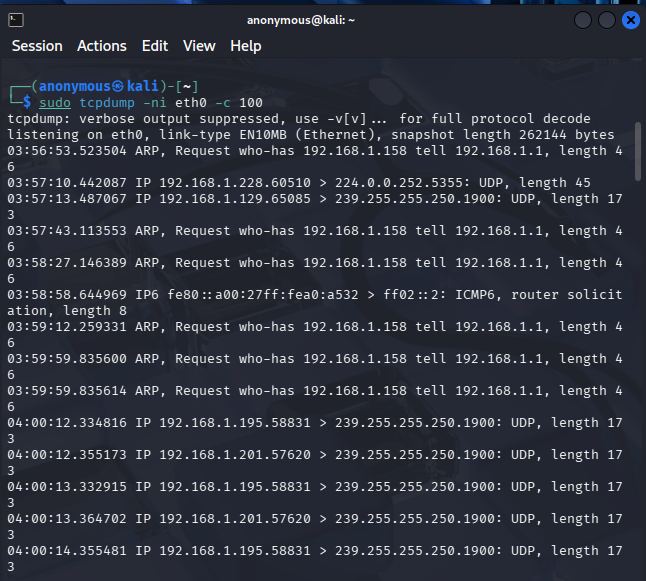 anonymous@kali: ~
Session Actions Edit View Help
┌──(anonymous㉿kali)-[~]
└─$ sudo tcpdump -ni eth0 -c 100
tcpdump: verbose output suppressed, use -v[v]... for full protocol decode
listening on eth0, link-type EN10MB (Ethernet), snapshot length 262144 bytes
03:56:53.523504 ARP, Request who-has 192.168.1.158 tell 192.168.1.1, length 4
6
03:57:10.442087 IP 192.168.1.228.60510 > 224.0.0.252.5355: UDP, length 45
03:57:13.487067 IP 192.168.1.129.65085 > 239.255.255.250.1900: UDP, length 17
3
03:57:43.113553 ARP, Request who-has 192.168.1.158 tell 192.168.1.1, length 4
6
03:58:27.146389 ARP, Request who-has 192.168.1.158 tell 192.168.1.1, length 4
6
03:58:58.644969 IP6 fe80::a00:27ff:fea0:a532 > ff02::2: ICMP6, router solicit
ation, length 8
03:59:12.259331 ARP, Request who-has 192.168.1.158 tell 192.168.1.1, length 4
6
03:59:59.835600 ARP, Request who-has 192.168.1.158 tell 192.168.1.1, length 4
6
03:59:59.835614 ARP, Request who-has 192.168.1.158 tell 192.168.1.1, length 4
6
04:00:12.334816 IP 192.168.1.195.58831 > 239.255.255.250.1900: UDP, length 17
3
04:00:12.355173 IP 192.168.1.201.57620 > 239.255.255.250.1900: UDP, length 17
3
04:00:13.332915 IP 192.168.1.195.58831 > 239.255.255.250.1900: UDP, length 17
3
04:00:13.364702 IP 192.168.1.201.57620 > 239.255.255.250.1900: UDP, length 17
3
04:00:14.355481 IP 192.168.1.195.58831 > 239.255.255.250.1900: UDP, length 17
3